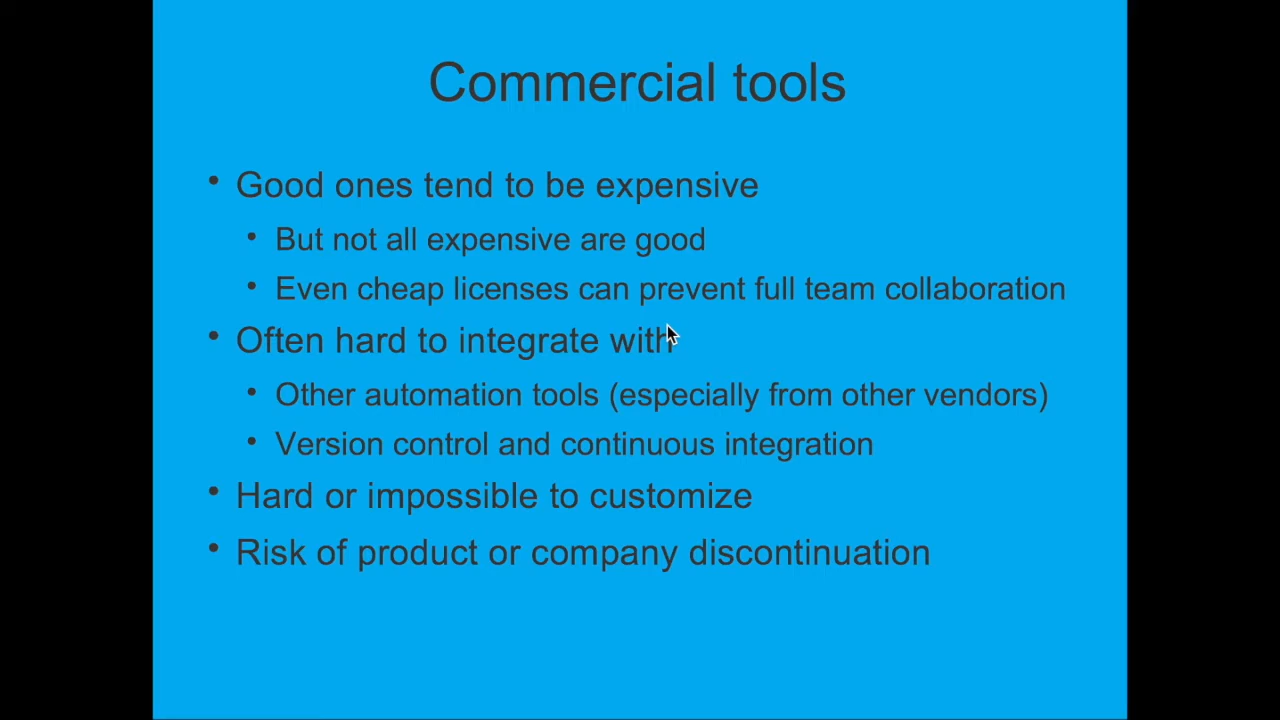 Commercial tools
• Good ones tend to be expensive
• But not all expensive are good
• Even cheap licenses can prevent full team collaboration
• Often hard to integrate with
• Other automation tools (especially from other vendors)
• Version control and continuous integration
• Hard or impossible to customize
• Risk of product or company discontinuation